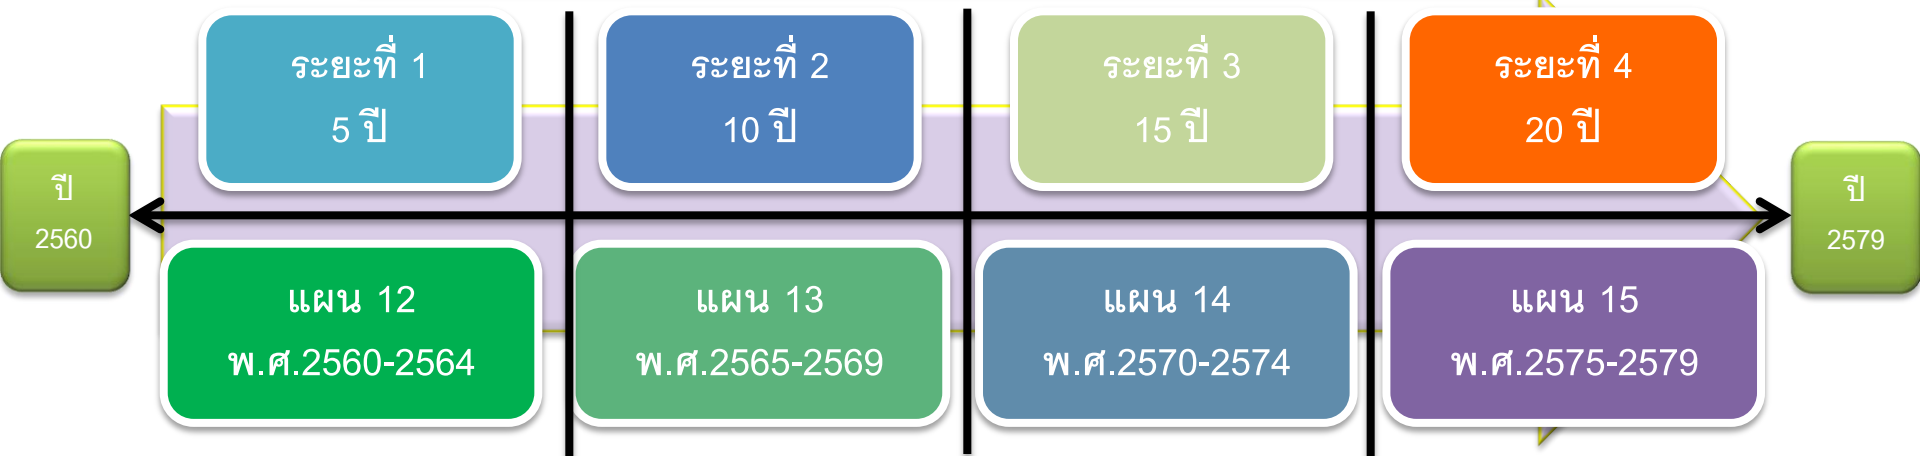 ระยะที่ 1
5 ปี
ระยะที่ 2
10 ปี
ระยะที่ 3
15 ปี
ระยะที่ 4
20 ปี
ปี
2560
ปี
2579
แผน 12
พ.ศ.2560-2564
แผน 13
พ.ศ.2565-2569
แผน 14
พ.ศ.2570-2574
แผน 15
พ.ศ.2575-2579